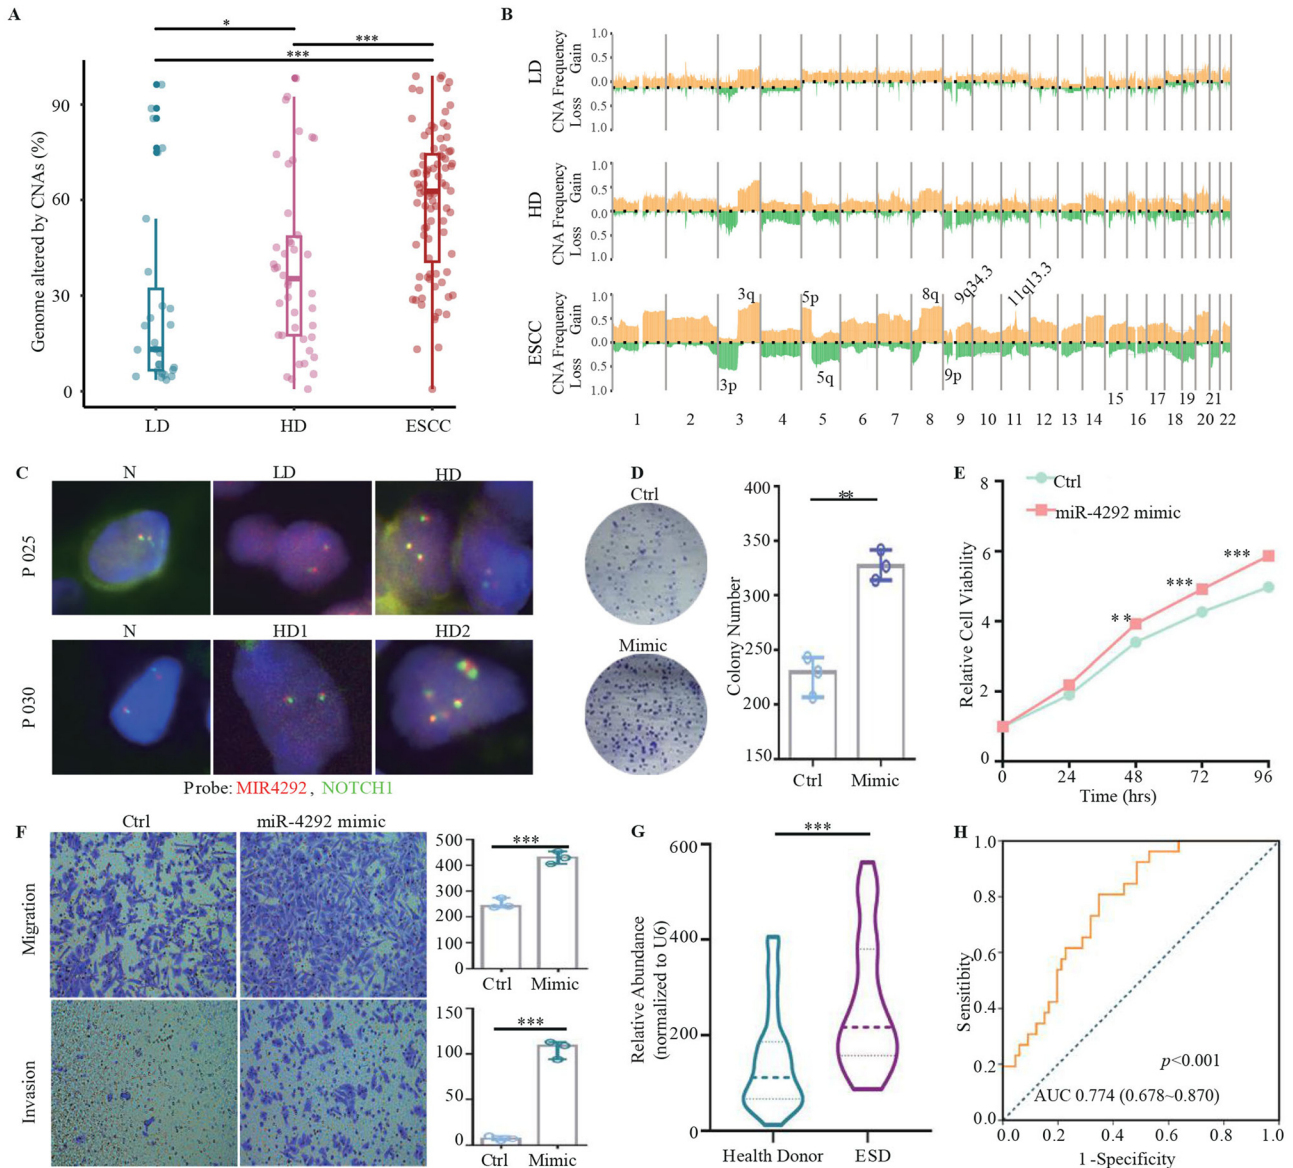 A
*
***
***
Genome altered by CNAs (%)
90
60
30
0
LD
HD
ESCC
B
LD
CNA Frequency
Loss Gain
1.0
0.5
0.0
0.5
1.0
HD
CNA Frequency
Loss Gain
1.0
0.5
0.0
0.5
1.0
ESCC
CNA Frequency
Loss Gain
1.0
0.5
0.0
0.5
1.0
3q
5p
8q
9q34.3
11q13.3
3p
5q
9p
1 2 3 4 5 6 7 8 9 10 11 12 13 14 15 16 17 18 19 20 21 22
C
N
LD
HD
P 025
N
HD1
HD2
P 030
Probe: MIR4292 , NOTCH1
D
Ctrl
Mimic
Colony Number
400
350
300
250
200
150
**
Ctrl
Mimic
E
Ctrl
miR-4292 mimic
Relative Cell Viability
8
6
4
2
0
**
***
***
0 24 48 72 96
Time (hrs)
F
Ctrl
miR-4292 mimic
Migration
Invasion
500
400
300
200
100
0
***
Ctrl
Mimic
150
100
50
0
***
Ctrl
Mimic
G
Relative Abundance
(normalized to U6)
600
400
200
0
***
Health Donor
ESD
H
Sensitibity
1.0
0.8
0.6
0.4
0.2
0.0
p<0.001
AUC 0.774 (0.678~0.870)
0.0 0.2 0.4 0.6 0.8 1.0
1 -Specificity